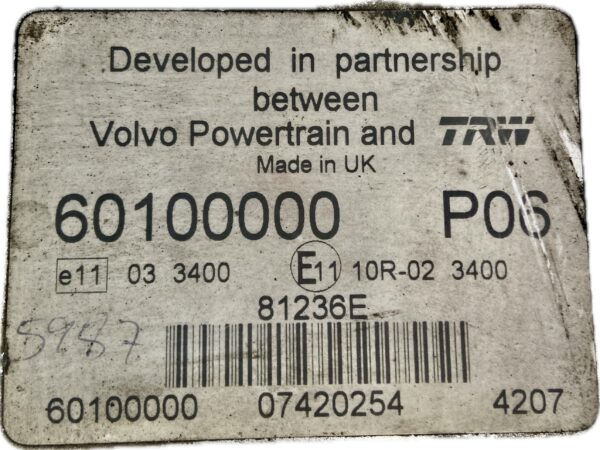 Developed in partnership
between
Volvo Powertrain and TRW
Made in UK
60100000 P06
e11 03 3400 E11 10R-02 3400
81236E
5987
60100000 07420254 4207